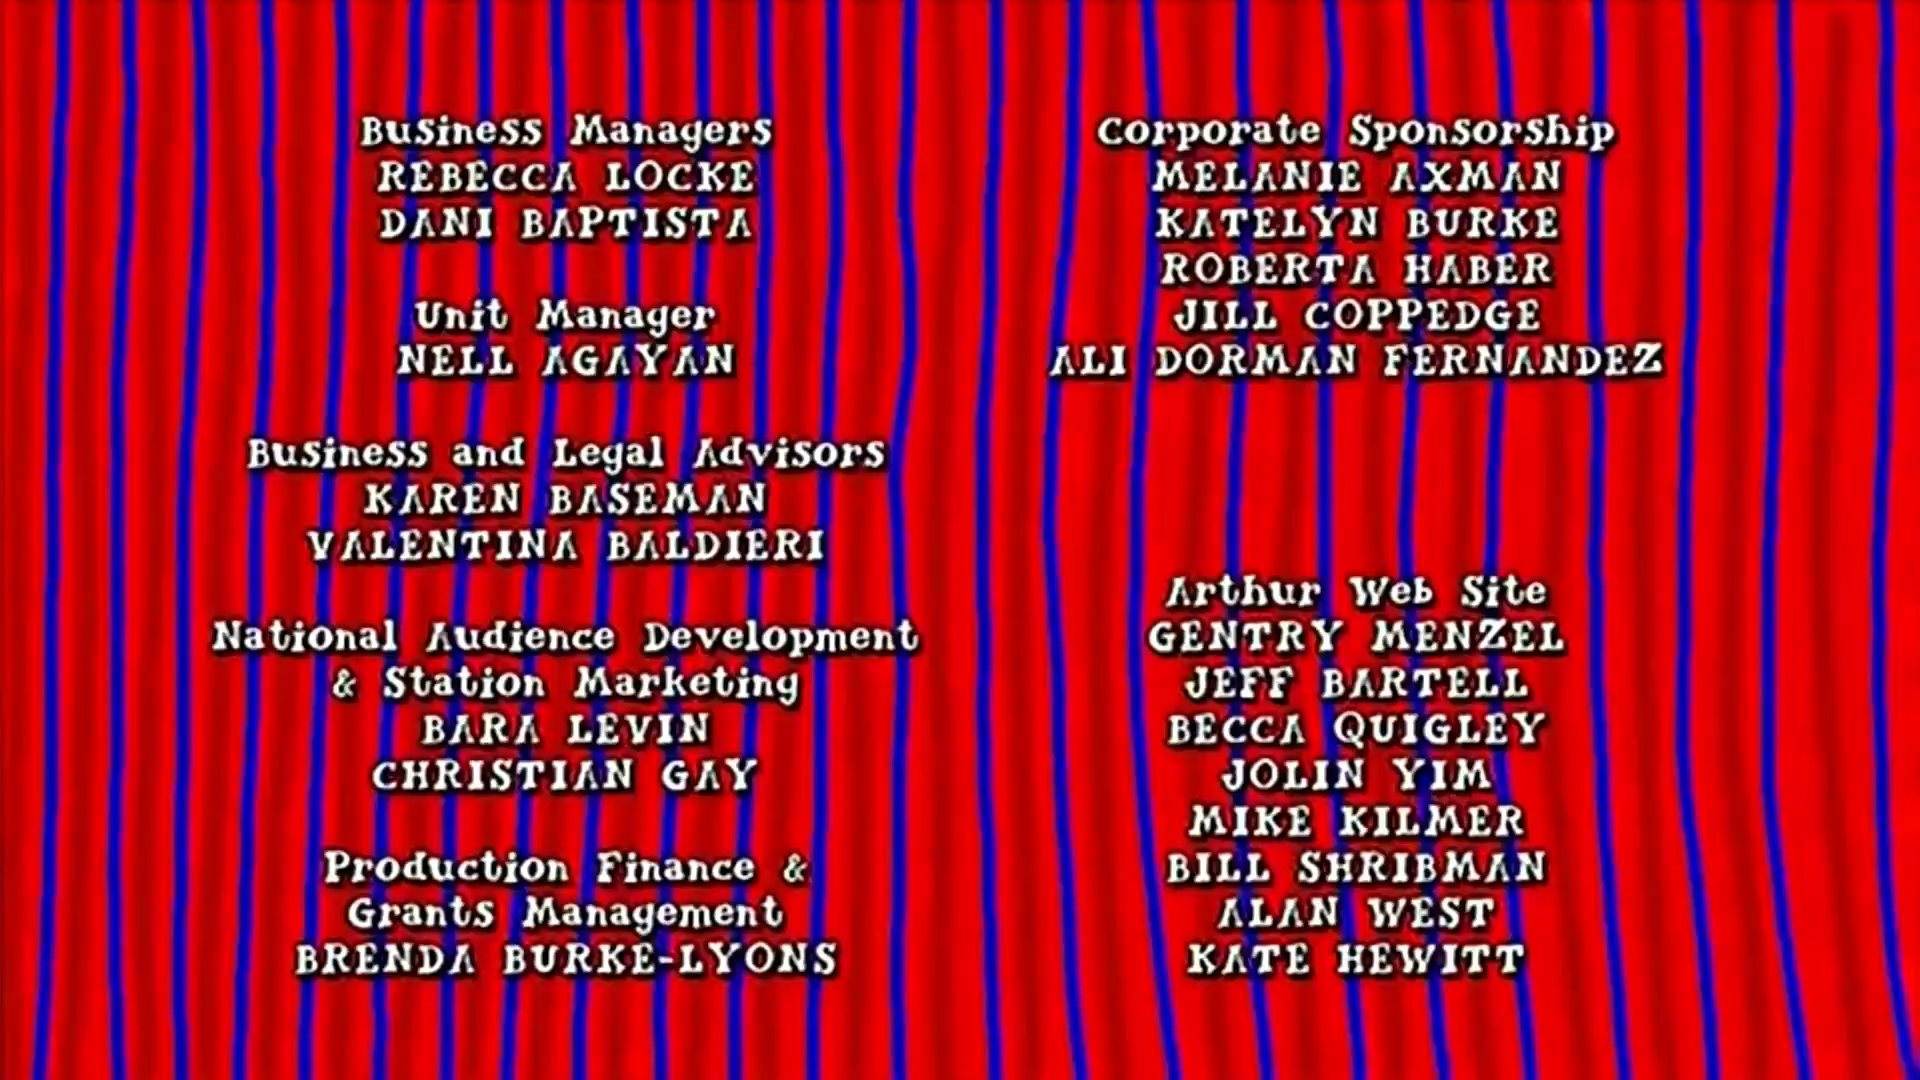 Business Managers
REBECCA LOCKE
DANI BAPTISTA
Unit Manager
NELL AGAYAN
Business and Legal Advisors
KAREN BASEMAN
VALENTINA BALDIERI
National Audience Development
& Station Marketing
BARA LEVIN
CHRISTIAN GAY
Production Finance &
Grants Management
BRENDA BURKE-LYONS
Corporate Sponsorship
MELANIE AXMAN
KATELYN BURKE
ROBERTA HABER
JILL COPPEDGE
ALI DORMAN FERNANDEZ
Arthur Web Site
GENTRY MENZEL
JEFF BARTELL
BECCA QUIGLEY
JOLIN YIM
MIKE KILMER
BILL SHRIBMAN
ALAN WEST
KATE HEWITT